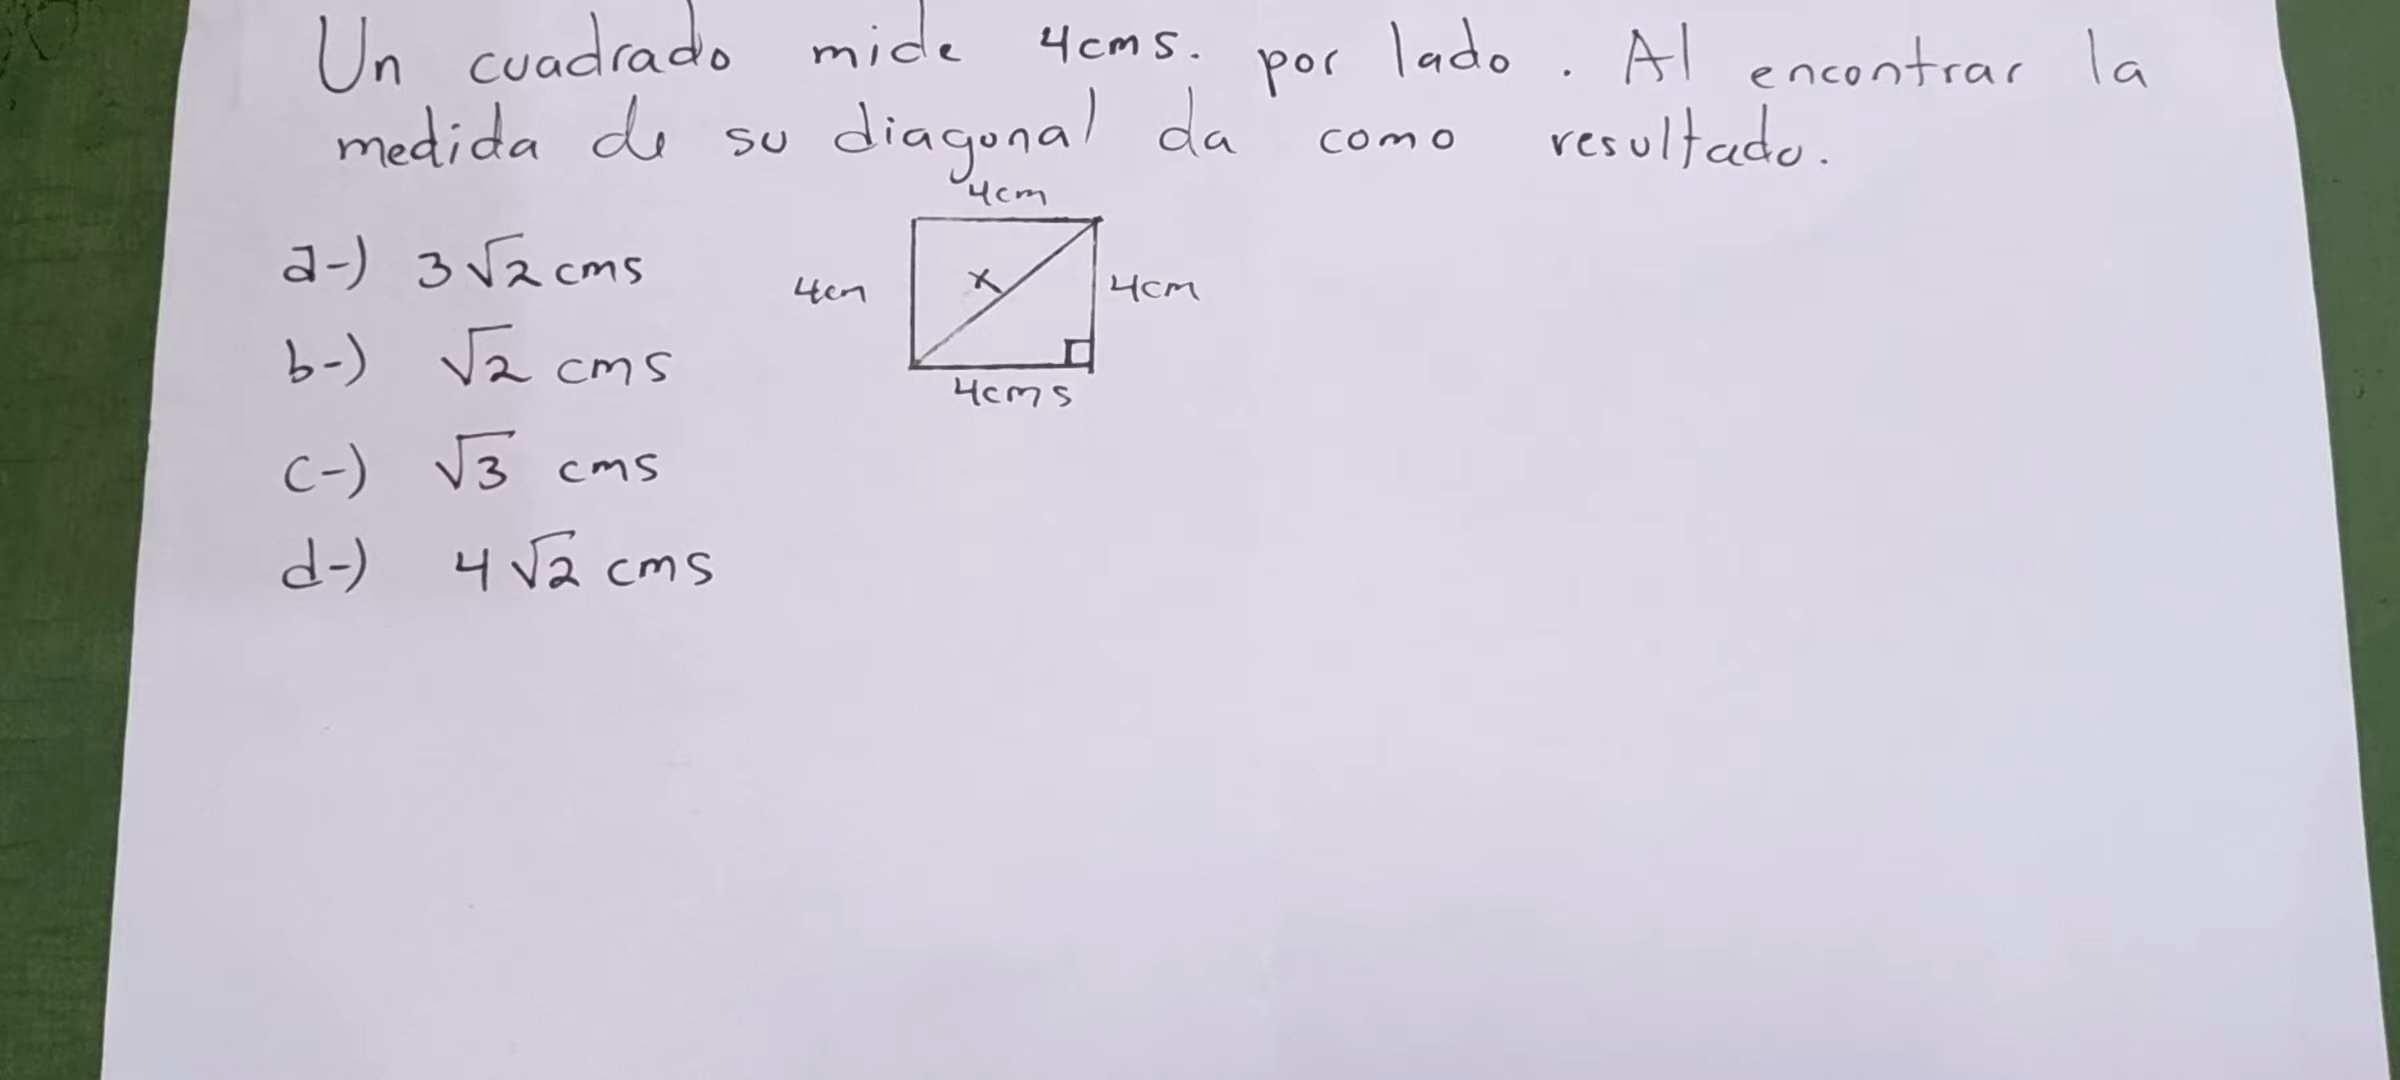 Un cuadrado mide 4cms. por lado. Al encontrar la
medida de su diagonal da como resultado.
4cm
a-) 3√2 cms
4cm x 4cm
b-) √2 cms
4cms
c-) √3 cms
d-) 4√2 cms